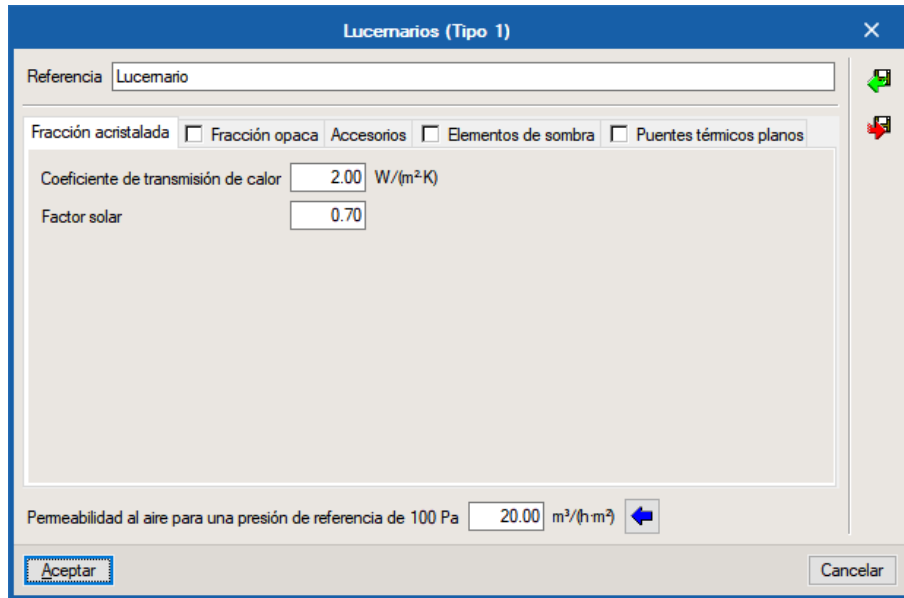 Lucernarios (Tipo 1)
Referencia Lucernario
Fracción acristalada Fracción opaca Accesorios Elementos de sombra Puentes térmicos planos
Coeficiente de transmisión de calor 2.00 W/(m²·K)
Factor solar 0.70
Permeabilidad al aire para una presión de referencia de 100 Pa 20.00 m³/(h·m²)
Aceptar Cancelar